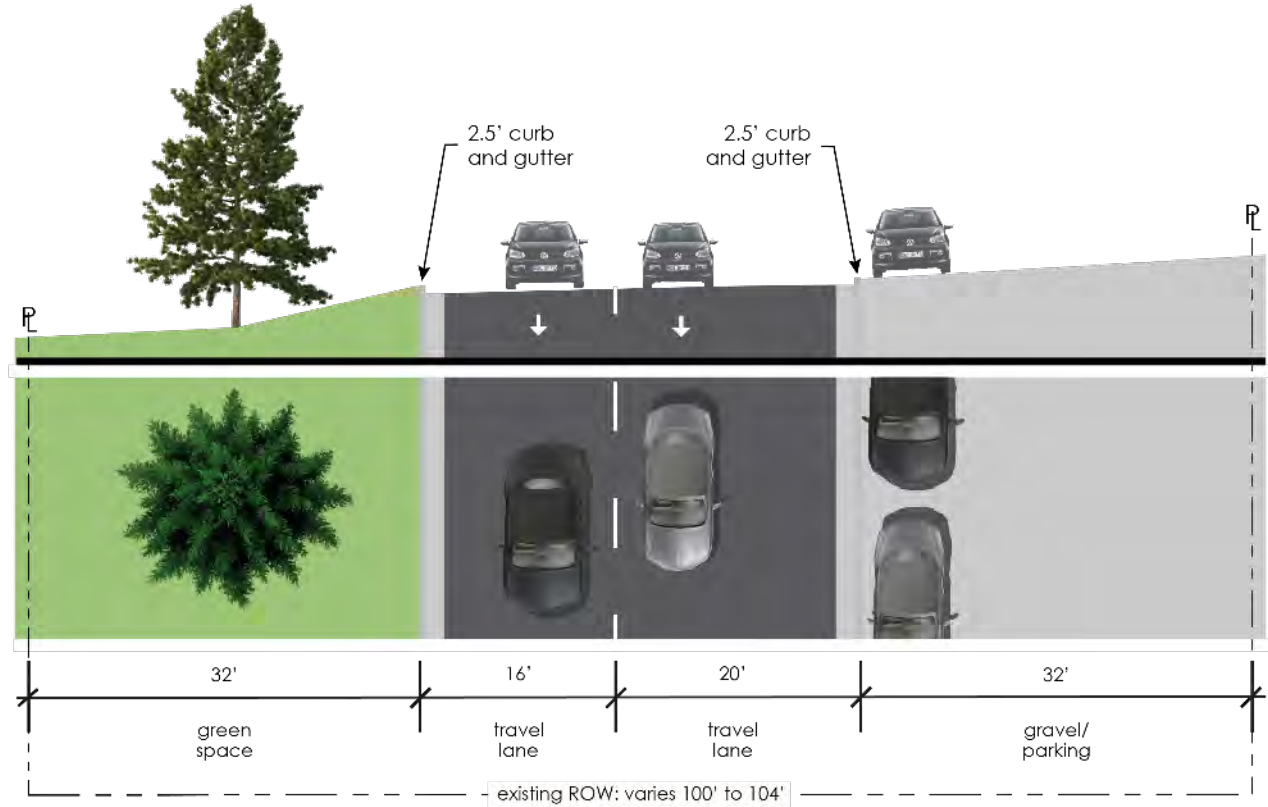 2.5' curb
and gutter
2.5' curb
and gutter
PL
PL
32'
16'
20'
32'
green
space
travel
lane
travel
lane
gravel/
parking
existing ROW: varies 100' to 104'